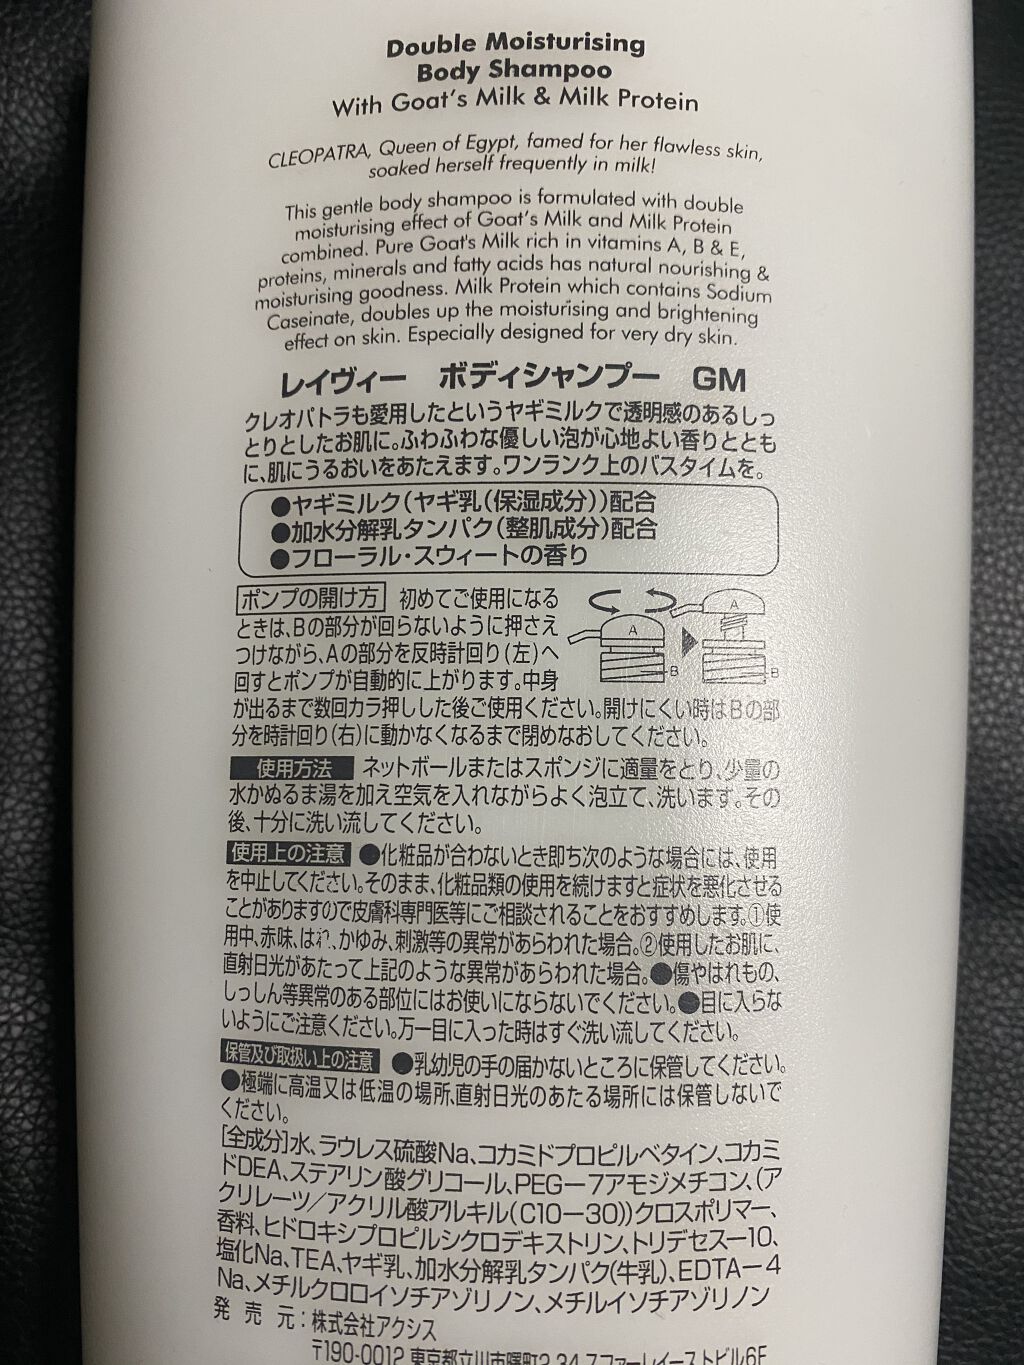 Double Moisturising
Body Shampoo
With Goat's Milk & Milk Protein
CLEOPATRA, Queen of Egypt, famed for her flawless skin,
soaked herself frequently in milk!
This gentle body shampoo is formulated with double
moisturising effect of Goat's Milk and Milk Protein
combined. Pure Goat's Milk rich in vitamins A, B & E,
proteins, minerals and fatty acids has natural nourishing &
moisturising goodness. Milk Protein which contains Sodium
Caseinate, doubles up the moisturising and brightening
effect on skin. Especially designed for very dry skin.
レイヴィー ボディシャンプー GM
クレオパトラも愛用したというヤギミルクで透明感のあるしっ
とりとしたお肌に。ふわふわな優しい泡が心地よい香りととも
に、肌にうるおいをあたえます。ワンランク上のバスタイムを。
●ヤギミルク(ヤギ乳(保湿成分))配合
●加水分解乳タンパク(整肌成分)配合
●フローラル・スウィートの香り
ポンプの開け方 初めてご使用になる
ときは、Bの部分が回らないように押さえ
つけながら、Aの部分を反時計回り(左)へ
回すとポンプが自動的に上がります。中身
が出るまで数回カラ押しした後ご使用ください。開けにくい時はBの部
分を時計回り(右)に動かなくなるまで閉めなおしてください。
A
B
A
B
使用方法 ネットボールまたはスポンジに適量をとり、少量の
水かぬるま湯を加え空気を入れながらよく泡立て、洗います。その
後、十分に洗い流してください。
使用上の注意 ●化粧品が合わないとき即ち次のような場合には、使用
を中止してください。そのまま、化粧品類の使用を続けますと症状を悪化させる
ことがありますので皮膚科専門医等にご相談されることをおすすめします。①使
用中、赤味、はれ、かゆみ、刺激等の異常があらわれた場合。②使用したお肌に、
直射日光があたって上記のような異常があらわれた場合。●傷やはれもの、
しっしん等異常のある部位にはお使いにならないでください。●目に入らな
いようにご注意ください。万一目に入った時はすぐ洗い流してください。
保管及び取扱い上の注意 ●乳幼児の手の届かないところに保管してください。
●極端に高温又は低温の場所、直射日光のあたる場所には保管しないで
ください。
[全成分]水、ラウレス硫酸Na、コカミドプロピルベタイン、コカミ
ドDEA、ステアリン酸グリコール、PEG－7アモジメチコン、(ア
クリレーツ／アクリル酸アルキル(C10－30))クロスポリマー、
香料、ヒドロキシプロピルシクロデキストリン、トリデセス－10、
塩化Na、TEA、ヤギ乳、加水分解乳タンパク(牛乳)、EDTA－4
Na、メチルクロロイソチアゾリノン、メチルイソチアゾリノン
発 売 元：株式会社アクシス
〒190-0012 東京都立川市曙町2-34 スファーレイーストビル6F